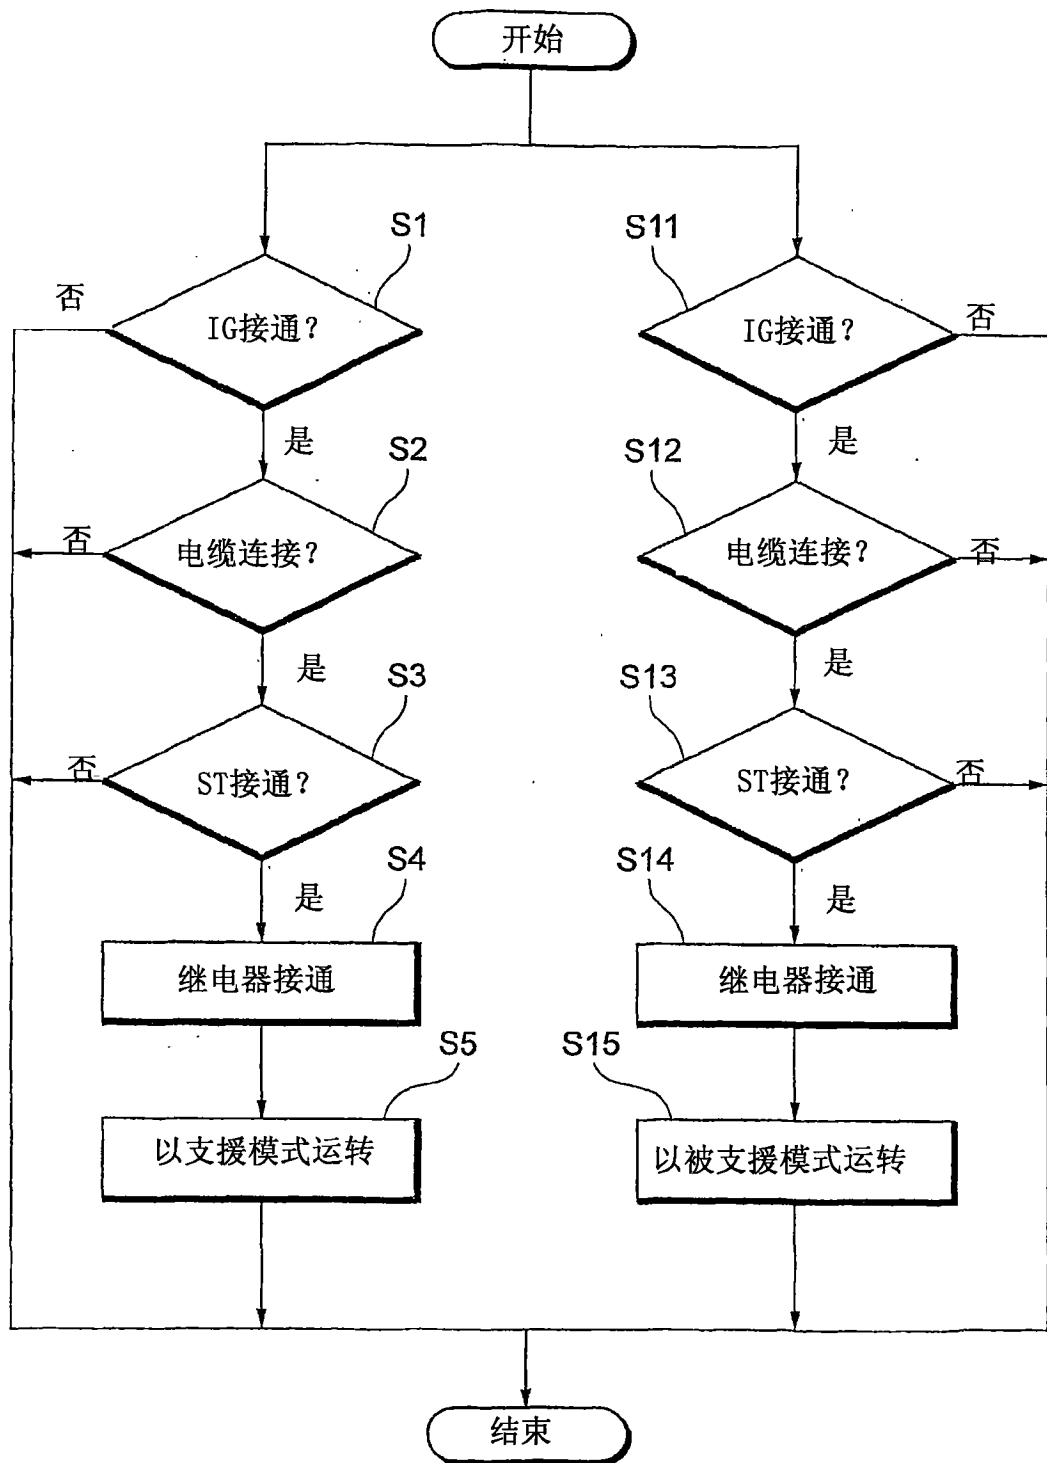 开始
S1
S11
否
IG接通？
IG接通？
否
是
是
S2
S12
否
电缆连接？
电缆连接？
否
是
是
S3
S13
否
ST接通？
ST接通？
否
S4
S14
是
是
继电器接通
继电器接通
S5
S15
以支援模式运转
以被支援模式运转
结束